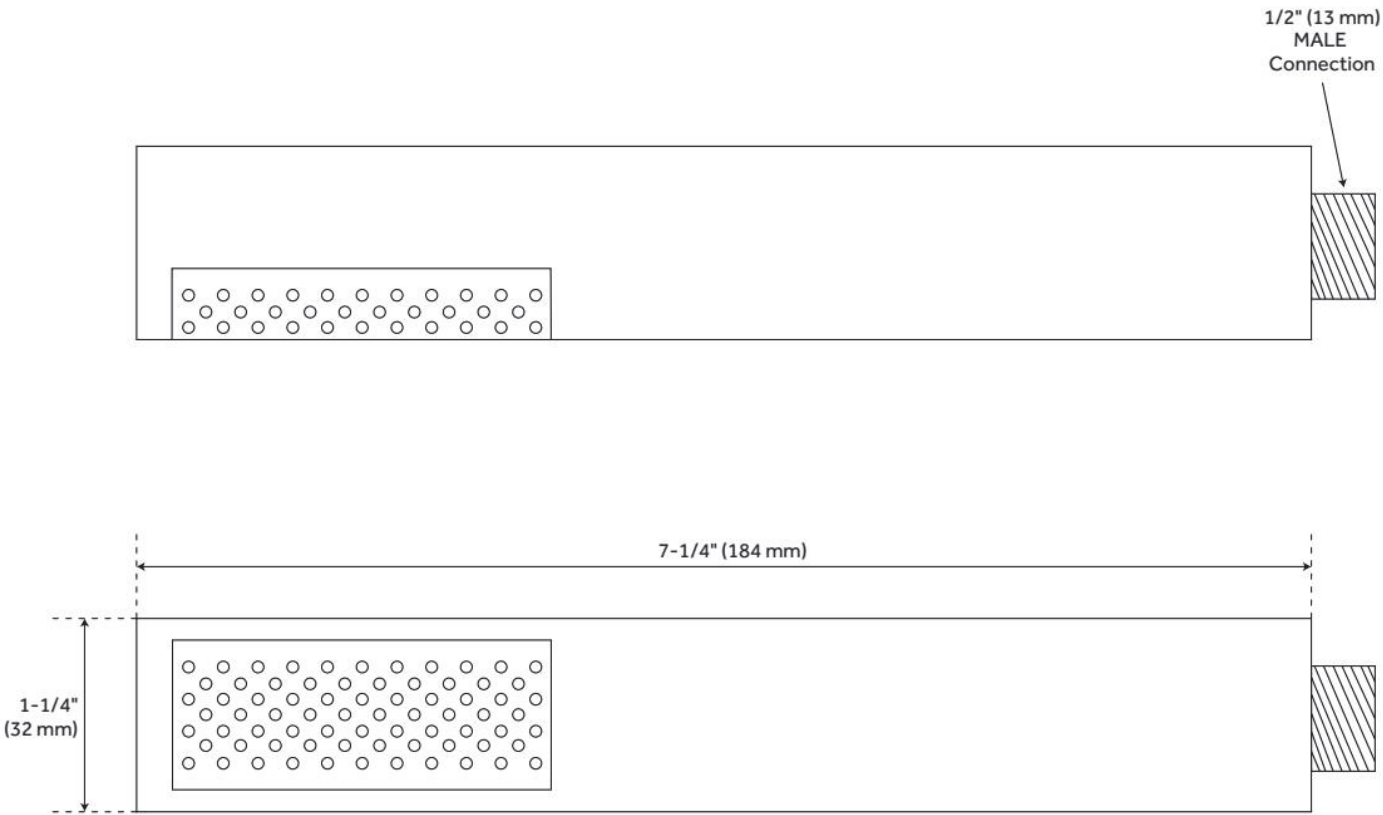 1/2" (13 mm)
MALE
Connection
7-1/4" (184 mm)
1-1/4"
(32 mm)